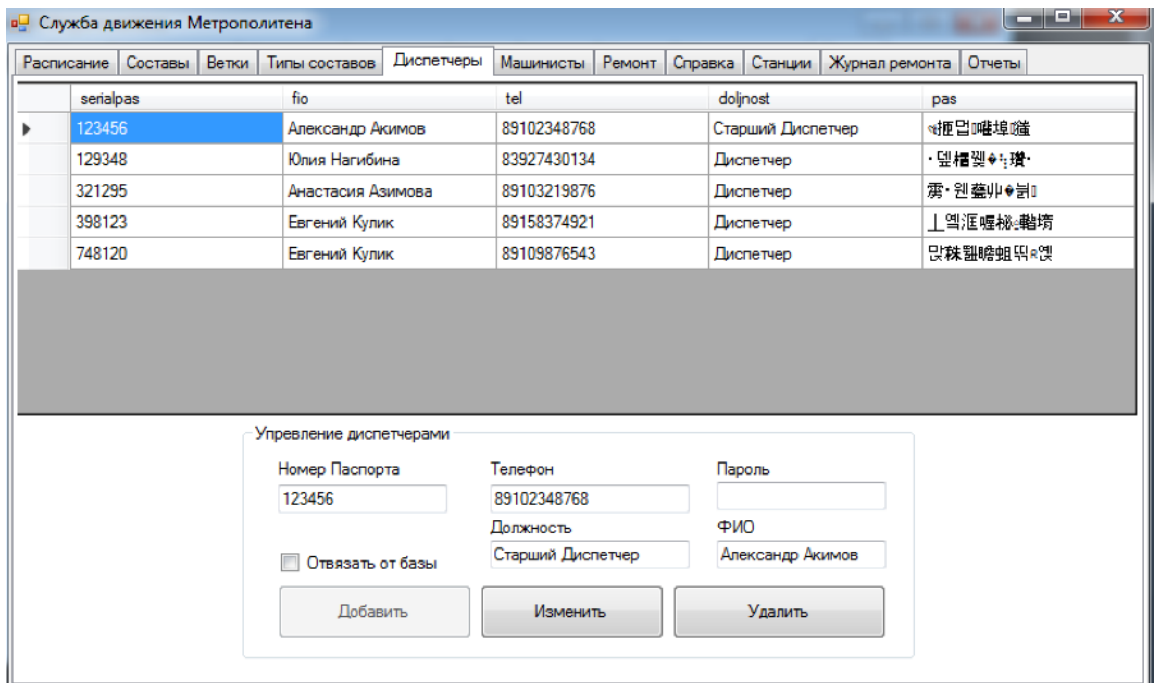 Служба движения Метрополитена
Расписание Составы Ветки Типы составов Диспетчеры Машинисты Ремонт Справка Станции Журнал ремонта Отчеты
serialpas fio tel doljnost pas
123456 Александр Акимов 89102348768 Старший Диспетчер
129348 Юлия Нагибина 83927430134 Диспетчер
321295 Анастасия Азимова 89103219876 Диспетчер
398123 Евгений Кулик 89158374921 Диспетчер
748120 Евгений Кулик 89109876543 Диспетчер
Упревление диспетчерами
Номер Паспорта Телефон Пароль
123456 89102348768
Должность ФИО
Отвязать от базы Старший Диспетчер Александр Акимов
Добавить Изменить Удалить